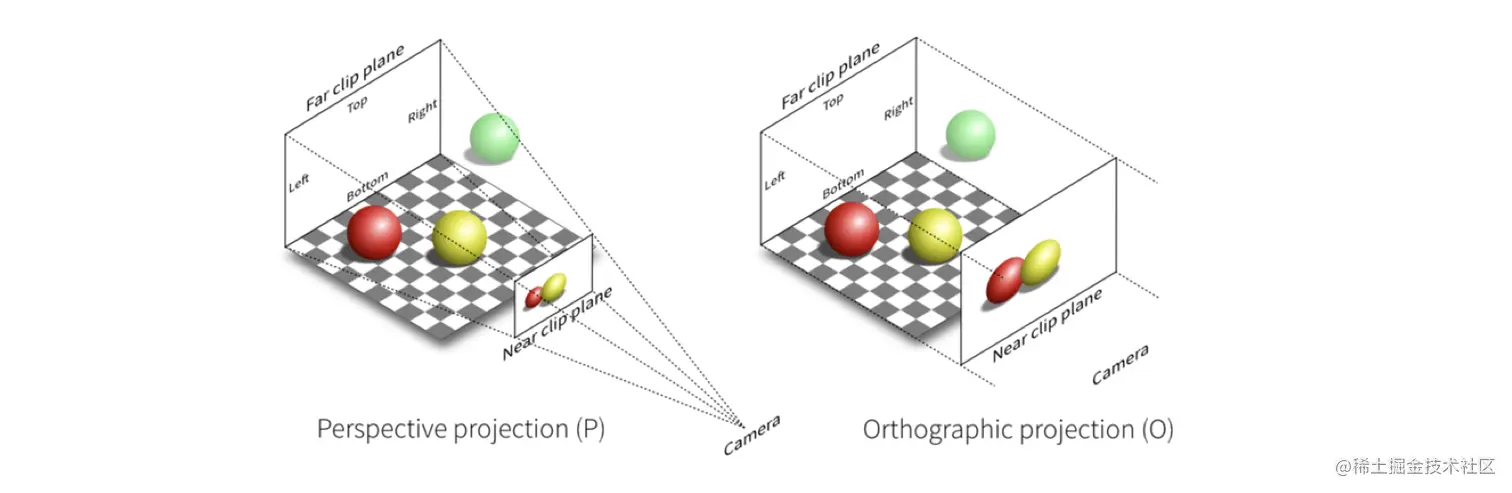 Far clip plane
Top
Right
Left
Bottom
Near clip plane
Camera
Perspective projection (P)
Far clip plane
Top
Right
Left
Bottom
Near clip plane
Camera
Orthographic projection (O)
@稀土掘金技术社区